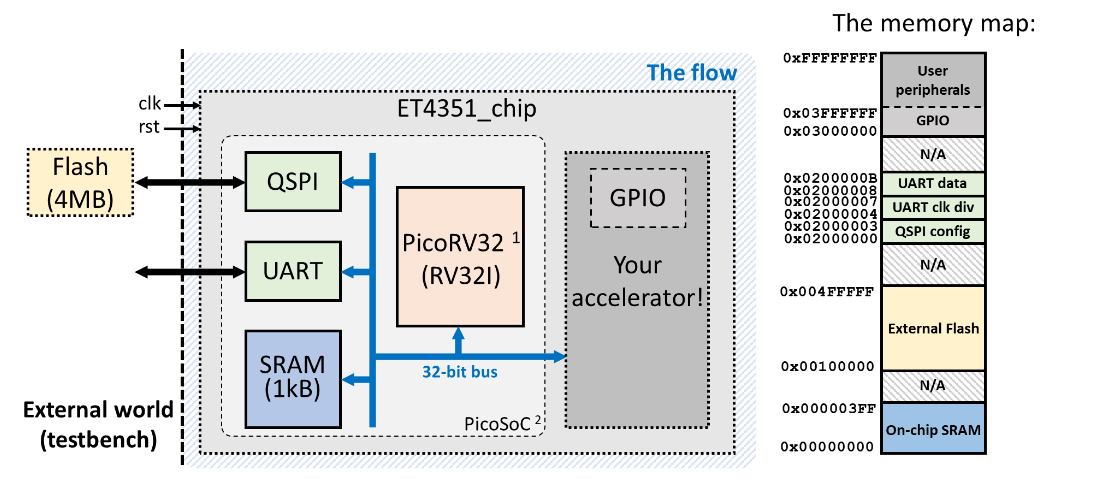 The memory map:
The flow
ET4351_chip
clk
rst
Flash
(4MB)
QSPI
UART
SRAM
(1kB)
PicoRV32 1
(RV32I)
32-bit bus
PicoSoC 2
GPIO
Your
accelerator!
External world
(testbench)
0xFFFFFFFF
User
peripherals
0x03FFFFFF
GPIO
0x03000000
N/A
0x0200000B
UART data
0x02000008
0x02000007
UART clk div
0x02000004
0x02000003
QSPI config
0x02000000
N/A
0x004FFFFF
External Flash
0x00100000
N/A
0x000003FF
On-chip SRAM
0x00000000